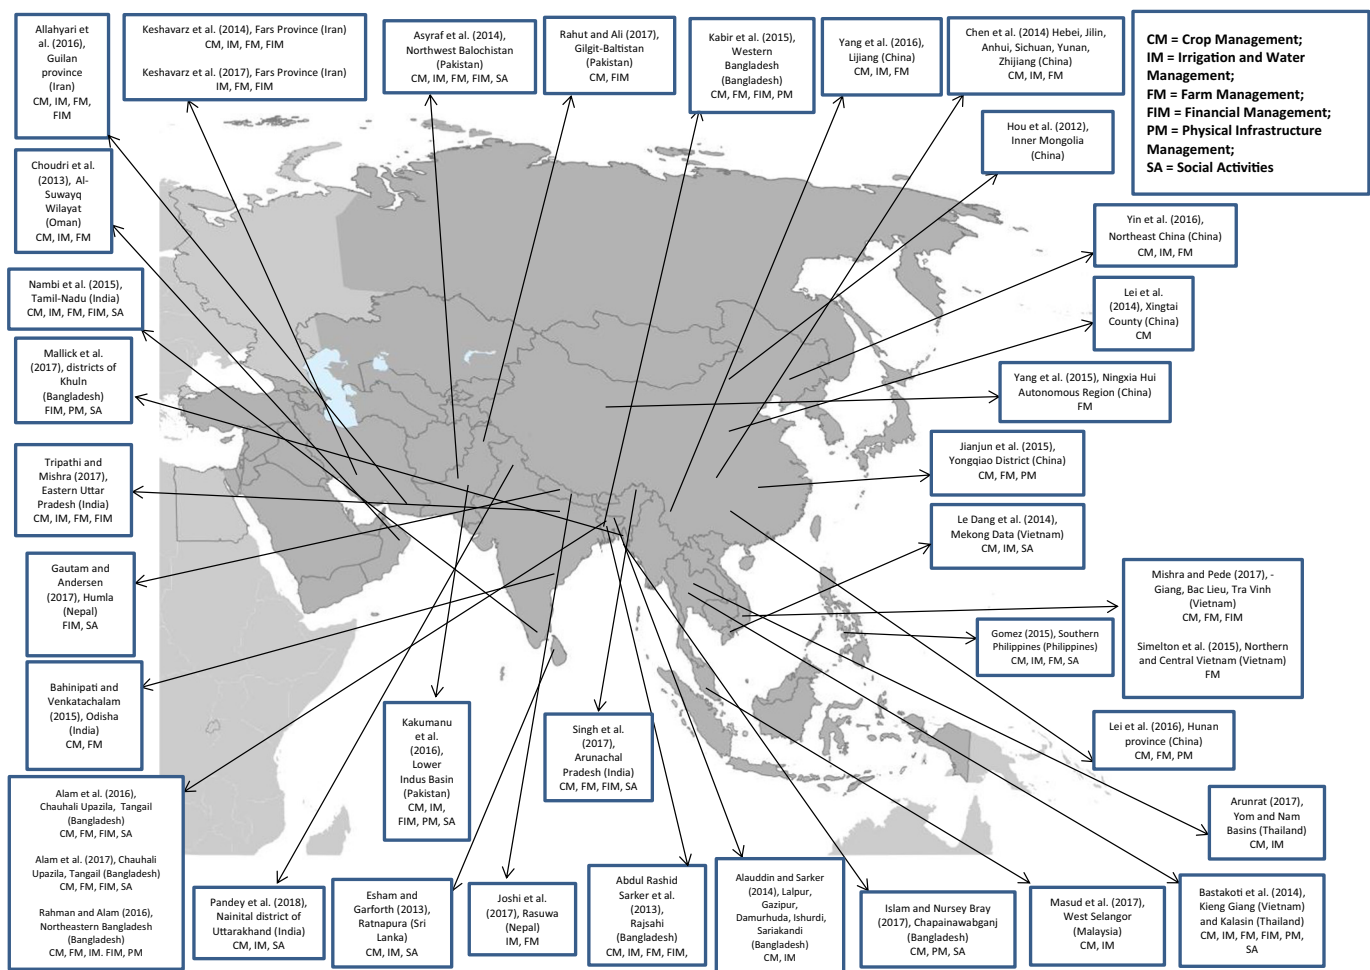 Allahyari et
al. (2016),
Guilan
province
(Iran)
CM, IM, FM,
FIM
Keshavarz et al. (2014), Fars Province (Iran)
CM, IM, FM, FIM
Keshavarz et al. (2017), Fars Province (Iran)
IM, FM, FIM
Asyraf et al. (2014),
Northwest Balochistan
(Pakistan)
CM, IM, FM, FIM, SA
Rahut and Ali (2017),
Gilgit-Baltistan
(Pakistan)
CM, FIM
Kabir et al. (2015),
Western
Bangladesh
(Bangladesh)
CM, FM, FIM, PM
Yang et al. (2016),
Lijiang (China)
CM, IM, FM
Chen et al. (2014) Hebei, Jilin,
Anhui, Sichuan, Yunan,
Zhijiang (China)
CM, IM, FM
CM = Crop Management;
IM = Irrigation and Water
Management;
FM = Farm Management;
FIM = Financial Management;
PM = Physical Infrastructure
Management;
SA = Social Activities
Hou et al. (2012),
Inner Mongolia
(China)
Choudri et al.
(2013), Al-
Suwayq
Wilayat
(Oman)
CM, IM, FM
Yin et al. (2016),
Northeast China (China)
CM, IM, FM
Nambi et al. (2015),
Tamil-Nadu (India)
CM, IM, FM, FIM, SA
Lei et al.
(2014), Xingtai
County (China)
CM
Mallick et al.
(2017), districts of
Khuln
(Bangladesh)
FIM, PM, SA
Yang et al. (2015), Ningxia Hui
Autonomous Region (China)
FM
Tripathi and
Mishra (2017),
Eastern Uttar
Pradesh (India)
CM, IM, FM, FIM
Jianjun et al. (2015),
Yongqiao District (China)
CM, FM, PM
Le Dang et al. (2014),
Mekong Data (Vietnam)
CM, IM, SA
Gautam and
Andersen
(2017), Humla
(Nepal)
FIM, SA
Mishra and Pede (2017), -
Giang, Bac Lieu, Tra Vinh
(Vietnam)
CM, FM, FIM
Simelton et al. (2015), Northern
and Central Vietnam (Vietnam)
FM
Gomez (2015), Southern
Philippines (Philippines)
CM, IM, FM, SA
Bahinipati and
Venkatachalam
(2015), Odisha
(India)
CM, FM
Kakumanu et
al. (2016),
Lower
Indus Basin
(Pakistan)
CM, IM,
FIM, PM, SA
Singh et al.
(2017),
Arunachal
Pradesh (India)
CM, FM, FIM, SA
Lei et al. (2016), Hunan
province (China)
CM, FM, PM
Alam et al. (2016),
Chauhali Upazila, Tangail
(Bangladesh)
CM, FM, FIM, SA
Alam et al. (2017), Chauhali
Upazila, Tangail (Bangladesh)
CM, FM, FIM, SA
Rahman and Alam (2016),
Northeastern Bangladesh
(Bangladesh)
CM, FM, IM. FIM, PM
Arunrat (2017),
Yom and Nam
Basins (Thailand)
CM, IM
Pandey et al. (2018),
Nainital district of
Uttarakhand (India)
CM, IM, SA
Esham and
Garforth (2013),
Ratnapura (Sri
Lanka)
CM, IM, SA
Joshi et al.
(2017), Rasuwa
(Nepal)
IM, FM
Abdul Rashid
Sarker et al.
(2013),
Rajsahi
(Bangladesh)
CM, IM, FM, FIM,
Alauddin and Sarker
(2014), Lalpur,
Gazipur,
Damurhuda, Ishurdi,
Sariakandi
(Bangladesh)
CM, IM
Islam and Nursey Bray
(2017), Chapainawabganj
(Bangladesh)
CM, PM, SA
Masud et al. (2017),
West Selangor
(Malaysia)
CM, IM
Bastakoti et al. (2014),
Kieng Giang (Vietnam)
and Kalasin (Thailand)
CM, IM, FM, FIM, PM,
SA